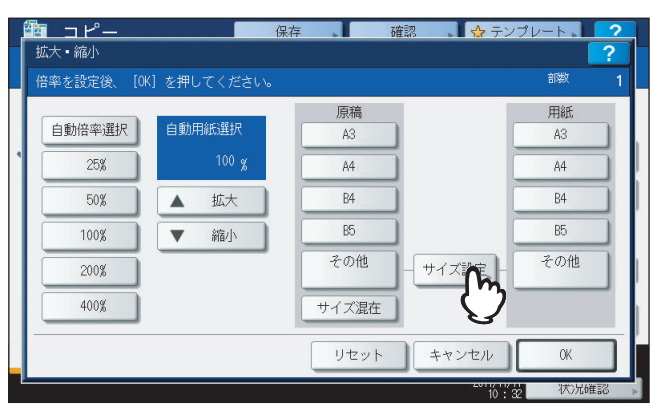 コピー 保存 確認 テンプレート ?
拡大・縮小 ?
倍率を設定後、 [OK] を押してください。 部数 1
原稿 用紙
自動倍率選択 自動用紙選択 A3 A3
25% 100 % A4 A4
50% ▲ 拡大 B4 B4
100% ▼ 縮小 B5 B5
200% その他 サイズ設定 その他
400% サイズ混在
リセット キャンセル OK
10:32 状況確認